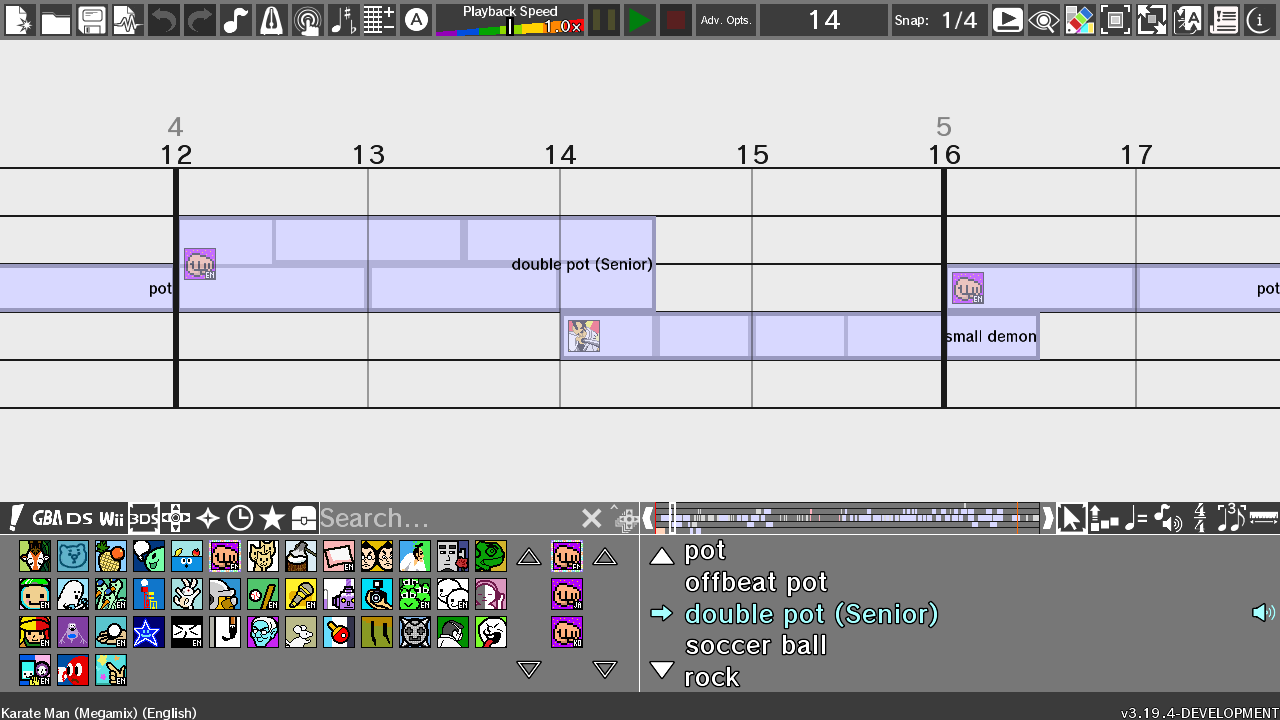 Playback Speed
1.0x
Adv. Opts.
14
Snap: 1/4
4
5
12 13 14 15 16 17
double pot (Senior)
pot
pot
small demon
GBA DS Wii 3DS
Search...
pot
offbeat pot
double pot (Senior)
soccer ball
rock
Karate Man (Megamix) (English)
v3.19.4-DEVELOPMENT